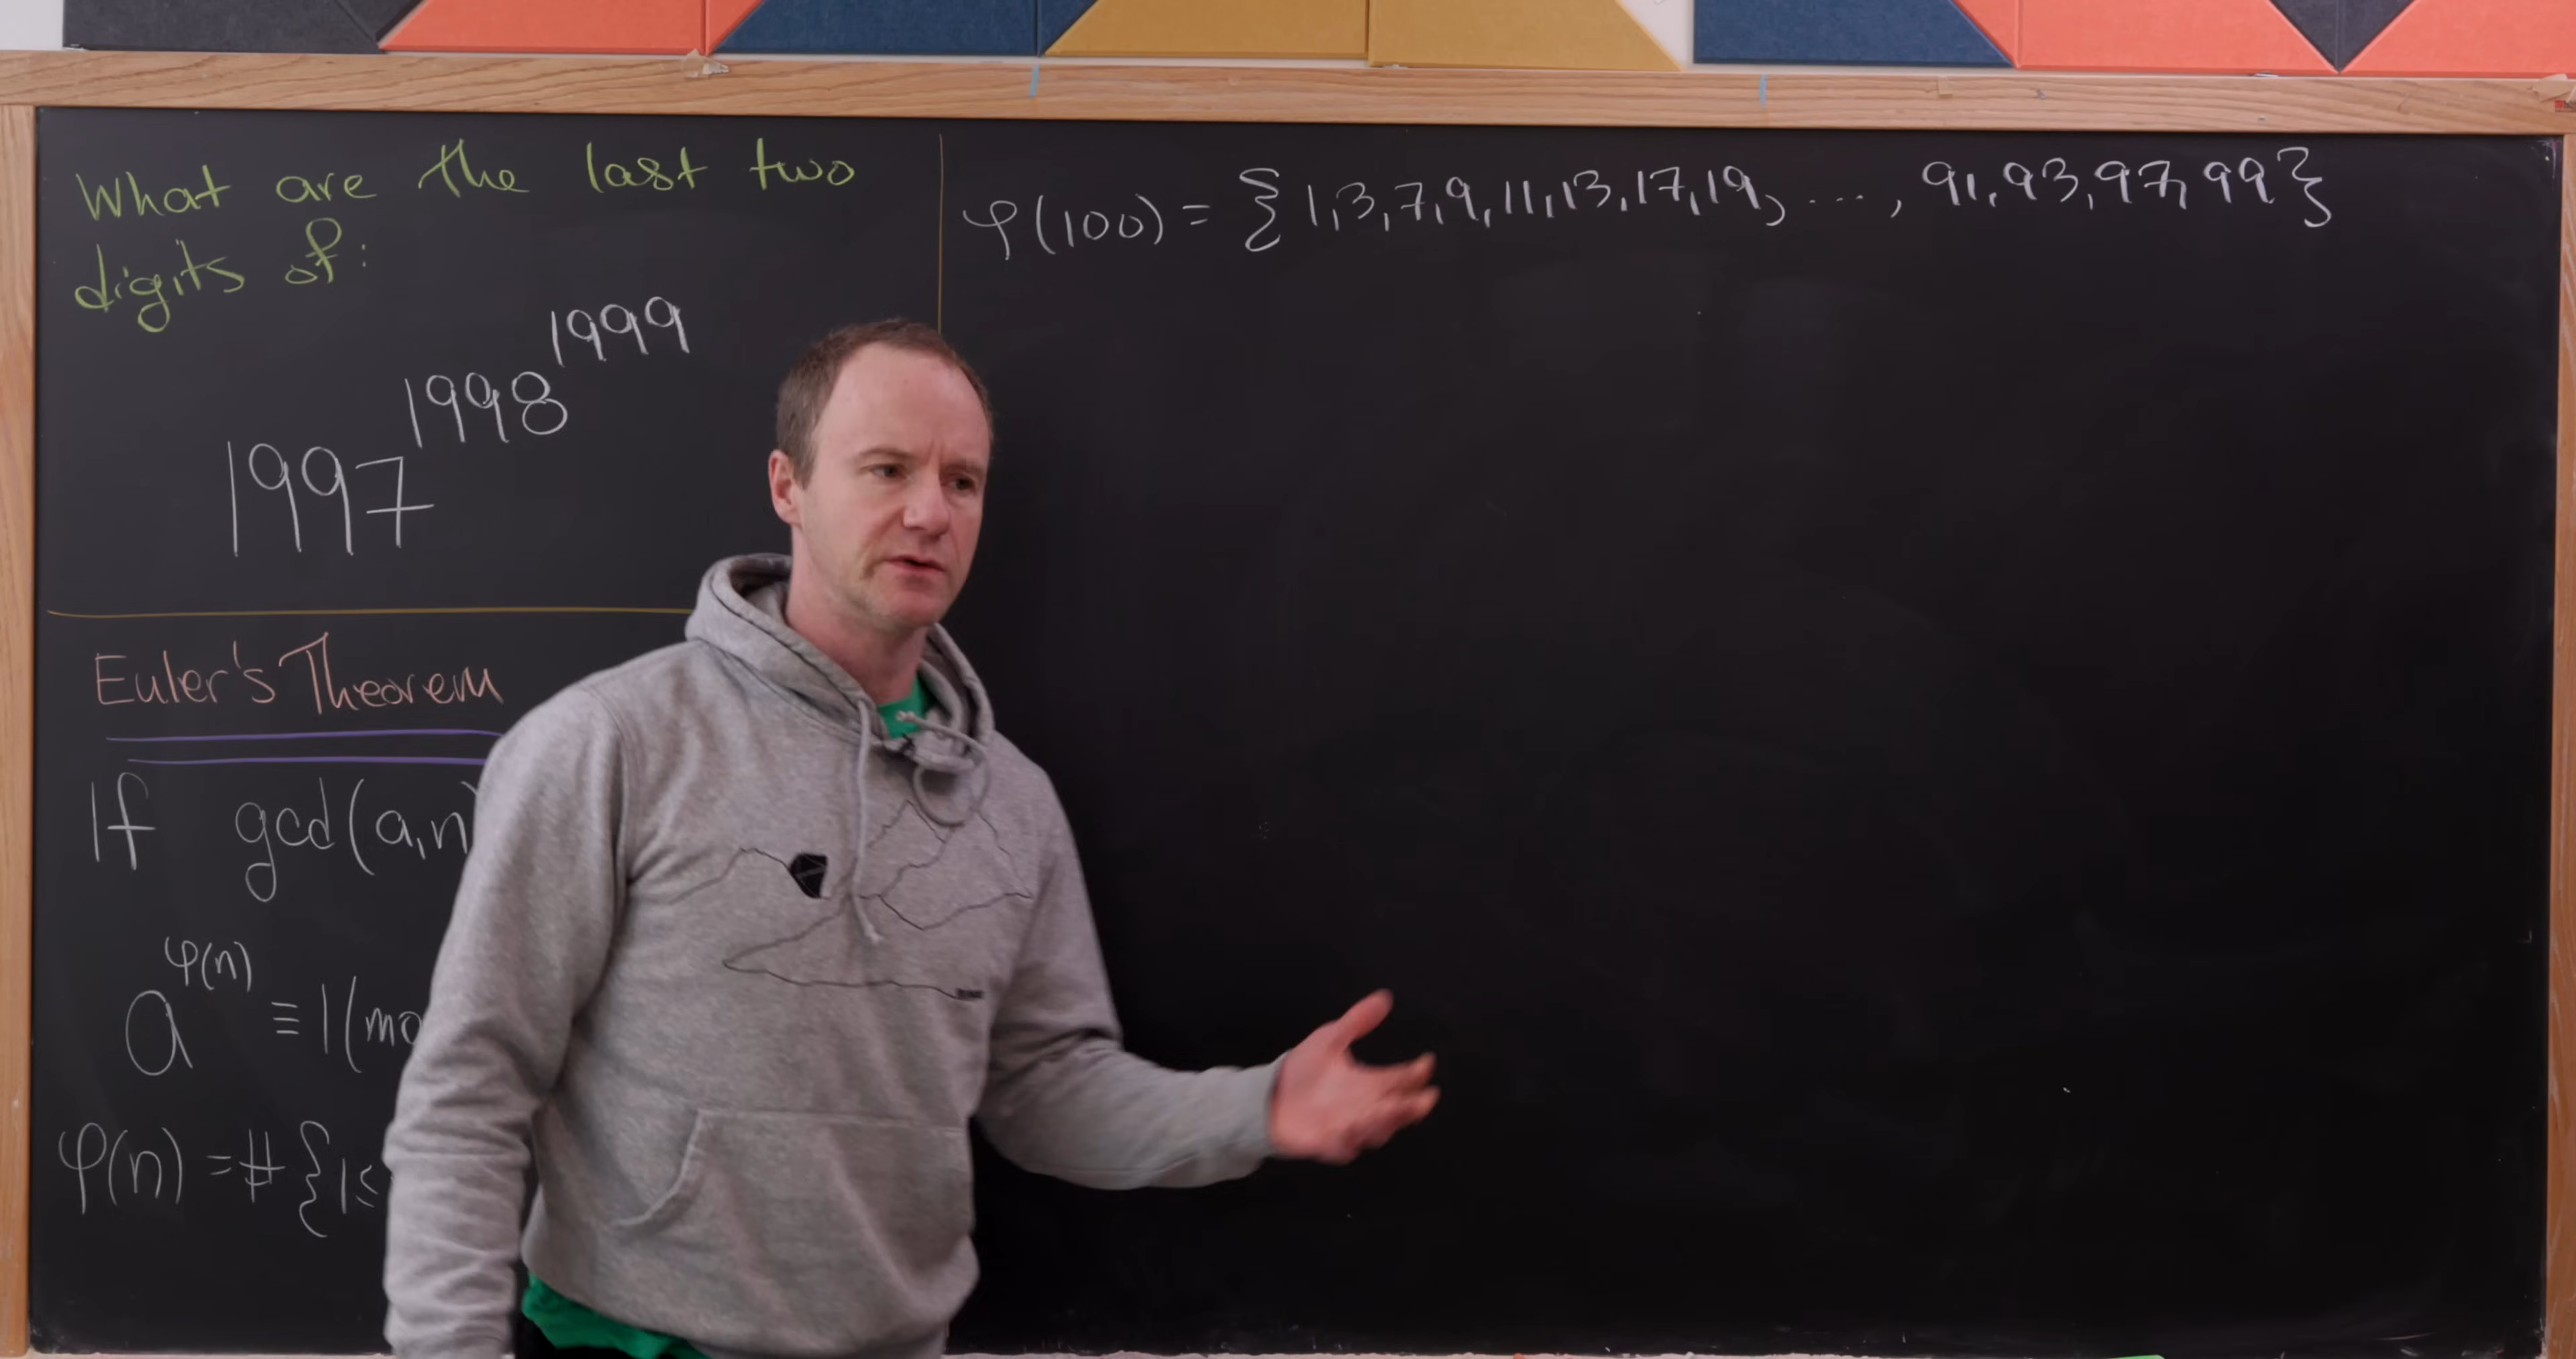 What are the last two
digits of:
1997^1998^1999
Euler's Theorem
If gcd(a,n)
a^φ(n) ≡ 1(mo
φ(n) = #{1≤
φ(100) = {1,3,7,9,11,13,17,19, ..., 91,93,97,99}